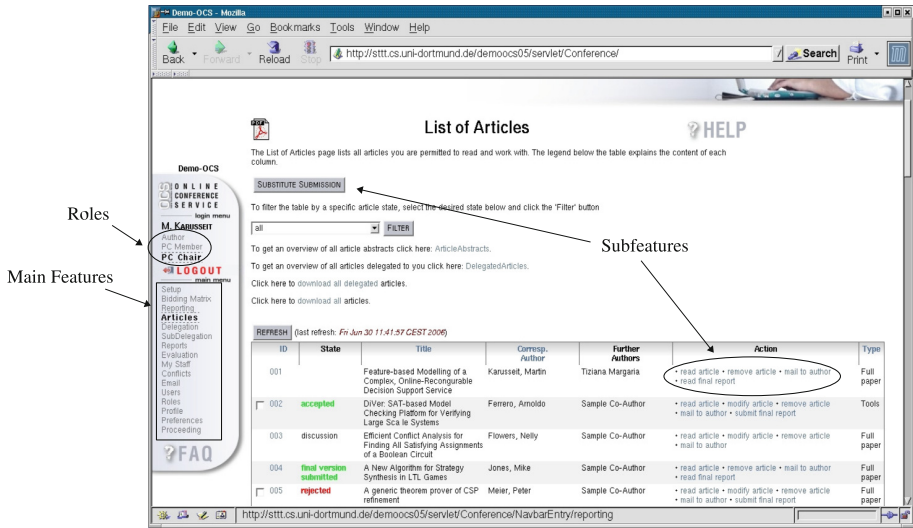 Demo-OCS - Mozilla
File Edit View Go Bookmarks Tools Window Help
Back Forward Reload Stop http://sttt.cs.uni-dortmund.de/demoocs05/servlet/Conference/ Search Print
PDF
List of Articles
?HELP
The List of Articles page lists all articles you are permitted to read and work with. The legend below the table explains the content of each
column.
Demo-OCS
SUBSTITUTE SUBMISSION
OCS ONLINE
CONFERENCE
SERVICE
To filter the table by a specific article state, select the desired state below and click the 'Filter' button
login menu
Roles
M. KARUSSEIT
all FILTER
Author
PC Member
To get an overview of all article abstracts click here: ArticleAbstracts.
Subfeatures
PC Chair
LOGOUT
To get an overview of all articles delegated to you click here: DelegatedArticles.
Main Features
main menu
Click here to download all delegated articles.
Setup
Bidding Matrix
Click here to download all articles.
Reporting
Articles
Delegation
SubDelegation
REFRESH (last refresh: Fri Jun 30 11:41:57 CEST 2006)
Reports
Evaluation
My Staff
Conflicts
Email
Users
Roles
Profile
Preferences
Proceeding
?FAQ
ID State Title Corresp. Further Action Type
Author Authors
001 Feature-based Modelling of a Karusseit, Martin Tiziana Margaria • read article • remove article • mail to author Full
Complex, Online-Recongurable • read final report paper
Decision Support Service
002 accepted DiVer: SAT-based Model Ferrero, Arnoldo Sample Co-Author • read article • modify article • remove article Tools
Checking Platform for Verifying • mail to author • submit final report
Large Sca le Systems
003 discussion Efficient Conflict Analysis for Flowers, Nelly Sample Co-Author • read article • modify article • remove article Full
Finding All Satisfying Assignments • mail to author paper
of a Boolean Circuit
004 final version A New Algorithm for Strategy Jones, Mike Sample Co-Author • read article • remove article • mail to author Full
submitted Synthesis in LTL Games • read final report paper
005 rejected A generic theorem prover of CSP Meier, Peter Sample Co-Author • read article • modify article • remove article Full
refinement • mail to author • submit final report paper
http://sttt.cs.uni-dortmund.de/demoocs05/servlet/Conference/NavbarEntry/reporting